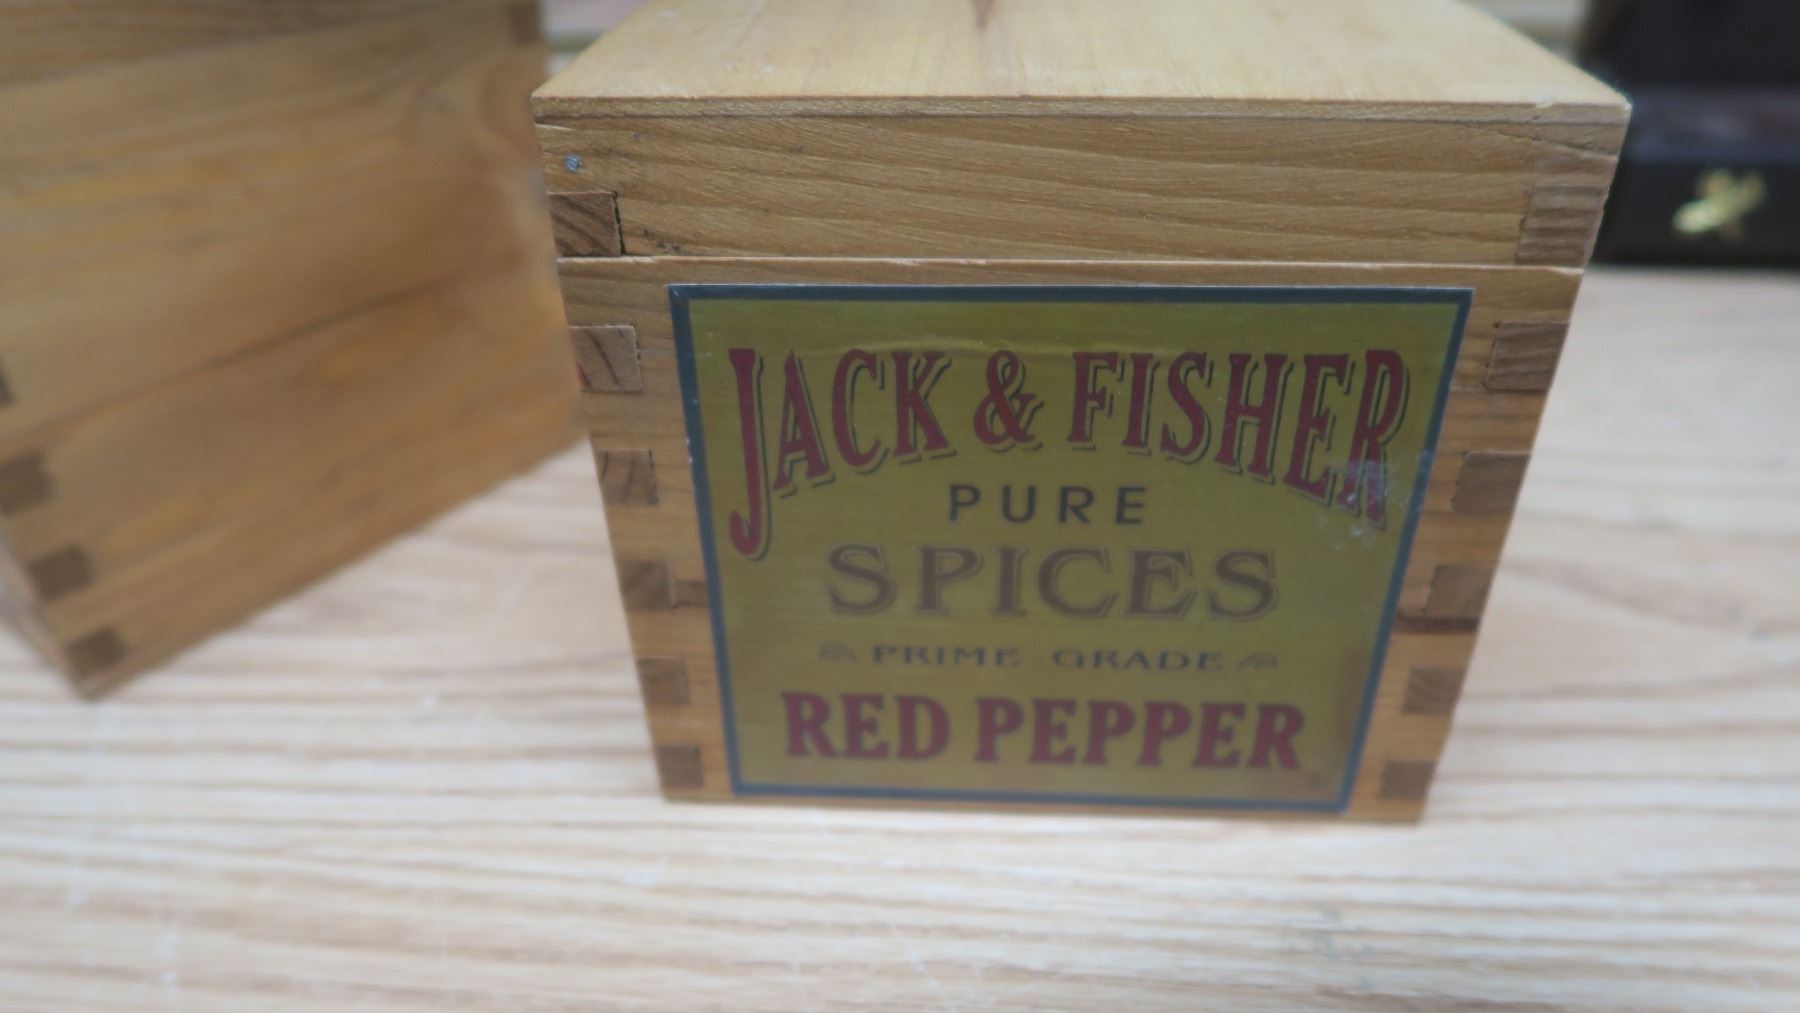 JACK & FISHER
PURE
SPICES
PRIME GRADE
RED PEPPER